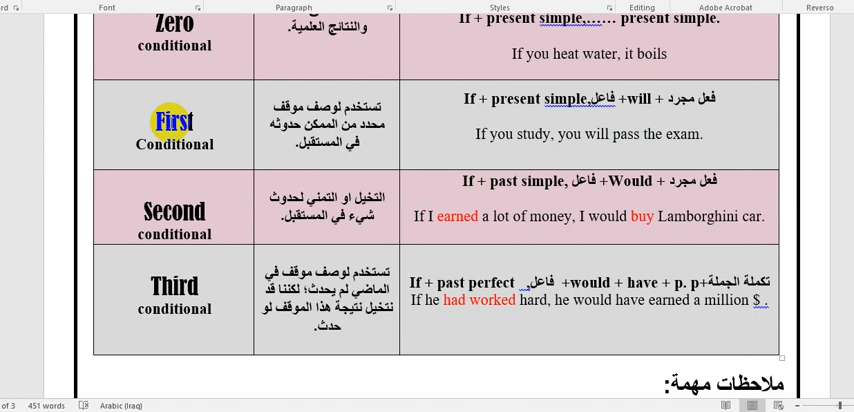 Font
Paragraph
Styles
Editing
Adobe Acrobat
Reverso
Zero
conditional
والنتائج العلمية.
If + present simple,…… present simple.
If you heat water, it boils
First
Conditional
تستخدم لوصف موقف
محدد من الممكن حدوثه
في المستقبل.
If + present simple,فاعل +will + فعل مجرد
If you study, you will pass the exam.
Second
conditional
التخيل او التمني لحدوث
شيء في المستقبل.
If + past simple, فاعل +Would + فعل مجرد
If I earned a lot of money, I would buy Lamborghini car.
Third
conditional
تستخدم لوصف موقف في
الماضي لم يحدث؛ لكننا قد
نتخيل نتيجة هذا الموقف لو
حدث.
If + past perfect ,فاعل +would + have + p. p+تكملة الجملة
If he had worked hard, he would have earned a million $ .
ملاحظات مهمة:
of 3 451 words Arabic (Iraq)